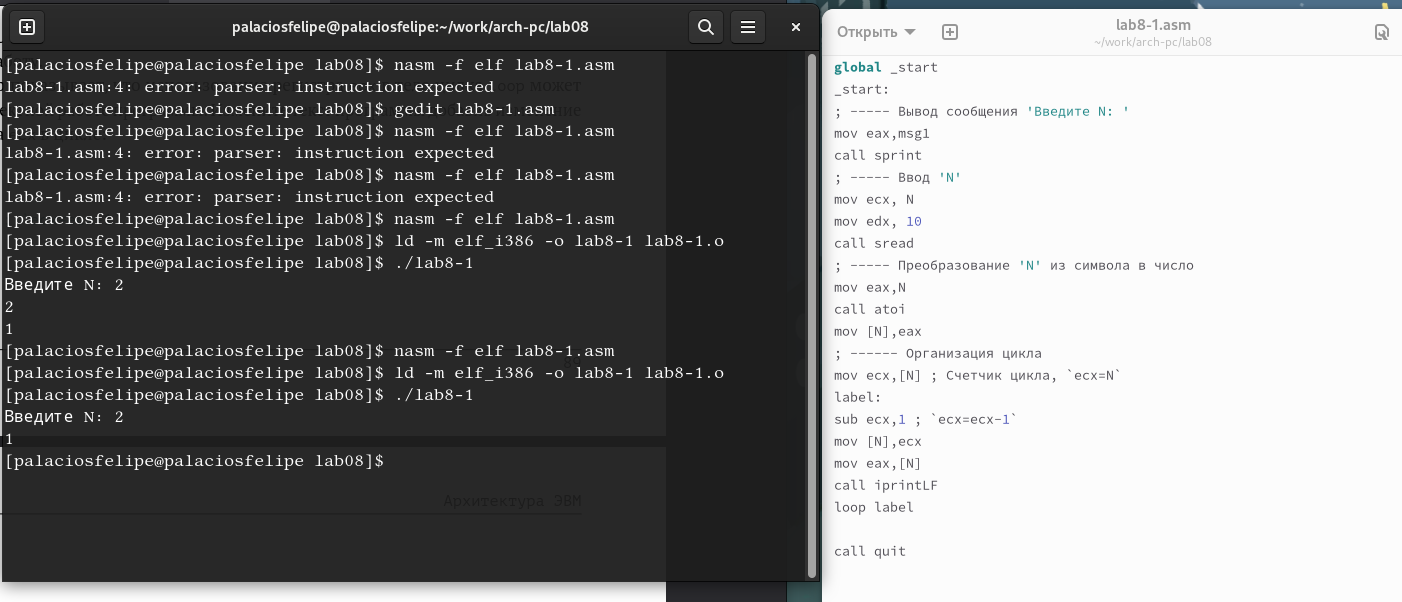 palaciosfelipe@palaciosfelipe:~/work/arch-pc/lab08
[palaciosfelipe@palaciosfelipe lab08]$ nasm -f elf lab8-1.asm
lab8-1.asm:4: error: parser: instruction expected
[palaciosfelipe@palaciosfelipe lab08]$ gedit lab8-1.asm
[palaciosfelipe@palaciosfelipe lab08]$ nasm -f elf lab8-1.asm
lab8-1.asm:4: error: parser: instruction expected
[palaciosfelipe@palaciosfelipe lab08]$ nasm -f elf lab8-1.asm
lab8-1.asm:4: error: parser: instruction expected
[palaciosfelipe@palaciosfelipe lab08]$ nasm -f elf lab8-1.asm
[palaciosfelipe@palaciosfelipe lab08]$ ld -m elf_i386 -o lab8-1 lab8-1.o
[palaciosfelipe@palaciosfelipe lab08]$ ./lab8-1
Введите N: 2
2
1
[palaciosfelipe@palaciosfelipe lab08]$ nasm -f elf lab8-1.asm
[palaciosfelipe@palaciosfelipe lab08]$ ld -m elf_i386 -o lab8-1 lab8-1.o
[palaciosfelipe@palaciosfelipe lab08]$ ./lab8-1
Введите N: 2
1
[palaciosfelipe@palaciosfelipe lab08]$
может
Архитектура ЭВМ
Открыть
lab8-1.asm
~/work/arch-pc/lab08
global _start
_start:
; ----- Вывод сообщения 'Введите N: '
mov eax,msg1
call sprint
; ----- Ввод 'N'
mov ecx, N
mov edx, 10
call sread
; ----- Преобразование 'N' из символа в число
mov eax,N
call atoi
mov [N],eax
; ------ Организация цикла
mov ecx,[N] ; Счетчик цикла, `ecx=N`
label:
sub ecx,1 ; `ecx=ecx-1`
mov [N],ecx
mov eax,[N]
call iprintLF
loop label
call quit